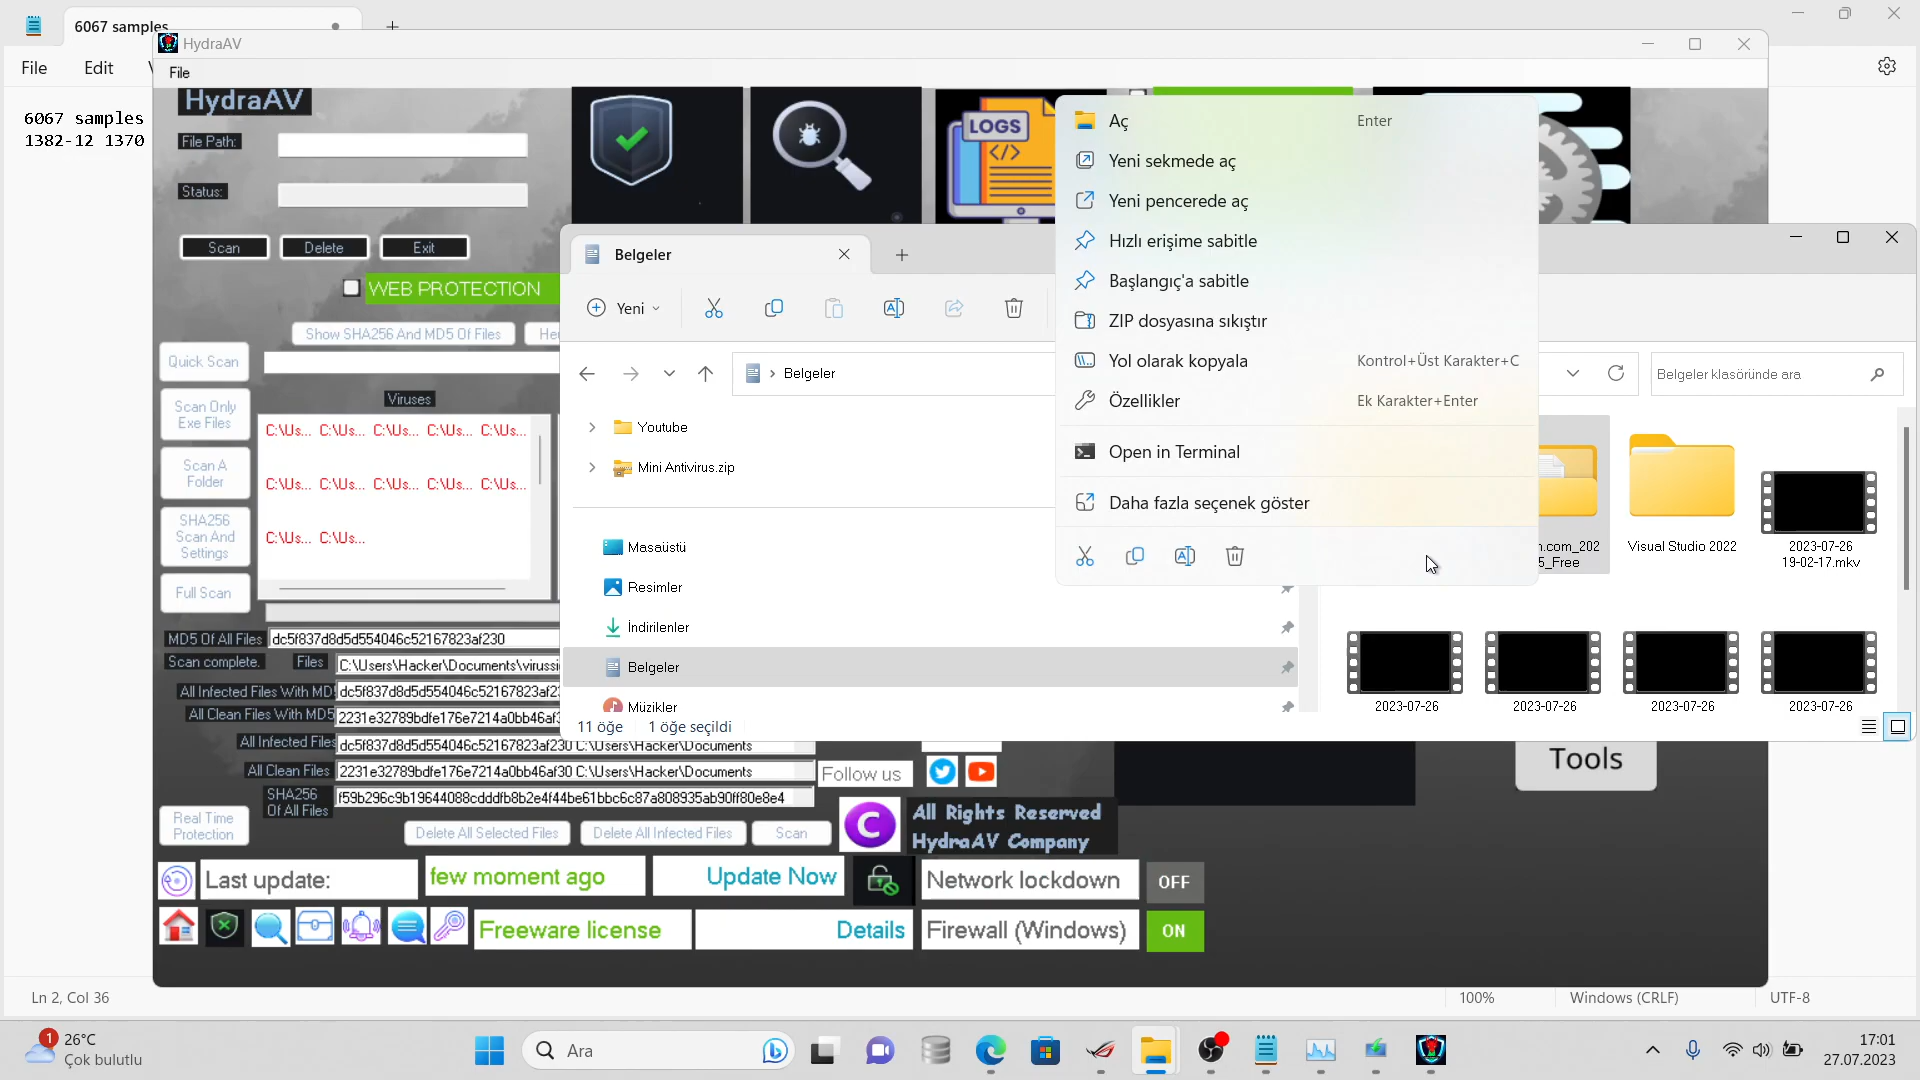 6067 samples
HydraAV
File
Edit
File
6067 samples
1382-12 1370
HydraAV
File Path:
Status:
Scan
Delete
Exit
WEB PROTECTION
Show SHA256 And MD5 Of Files
Quick Scan
Scan Only
Exe Files
Scan A
Folder
SHA256
Scan And
Settings
Full Scan
Viruses
C:\Us... C:\Us... C:\Us... C:\Us... C:\Us...
C:\Us... C:\Us... C:\Us... C:\Us... C:\Us...
C:\Us... C:\Us...
MD5 Of All Files
dc5f837d8d5d554046c52167823af230
Scan complete.
Files
C:\Users\Hacker\Documents\virussi
All Infected Files With MD5
dc5f837d8d5d554046c52167823af23
All Clean Files With MD5
2231e32789bdfe176e7214a0bb46af3
All Infected Files
dc5f837d8d5d554046c52167823af230 C:\Users\Hacker\Documents
All Clean Files
2231e32789bdfe176e7214a0bb46af30 C:\Users\Hacker\Documents
SHA256
Of All Files
f59b296c9b19644088cdddfb8b2e4f44be61bbc6c87a808935ab90ff80e8e4
Real Time
Protection
Delete All Selected Files
Delete All Infected Files
Scan
Follow us
All Rights Reserved
HydraAV Company
Last update:
few moment ago
Update Now
Network lockdown
OFF
Freeware license
Details
Firewall (Windows)
ON
Tools
LOGS
</>
Belgeler
Yeni
Belgeler
Belgeler klasöründe ara
Youtube
Mini Antivirus.zip
Masaüstü
Resimler
İndirilenler
Belgeler
Müzikler
11 öğe
1 öğe seçildi
Aç
Enter
Yeni sekmede aç
Yeni pencerede aç
Hızlı erişime sabitle
Başlangıç'a sabitle
ZIP dosyasına sıkıştır
Yol olarak kopyala
Kontrol+Üst Karakter+C
Özellikler
Ek Karakter+Enter
Open in Terminal
Daha fazla seçenek göster
n.com_202
5_Free
Visual Studio 2022
2023-07-26
19-02-17.mkv
2023-07-26
2023-07-26
2023-07-26
2023-07-26
Ln 2, Col 36
100%
Windows (CRLF)
UTF-8
1
26°C
Çok bulutlu
Ara
17:01
27.07.2023